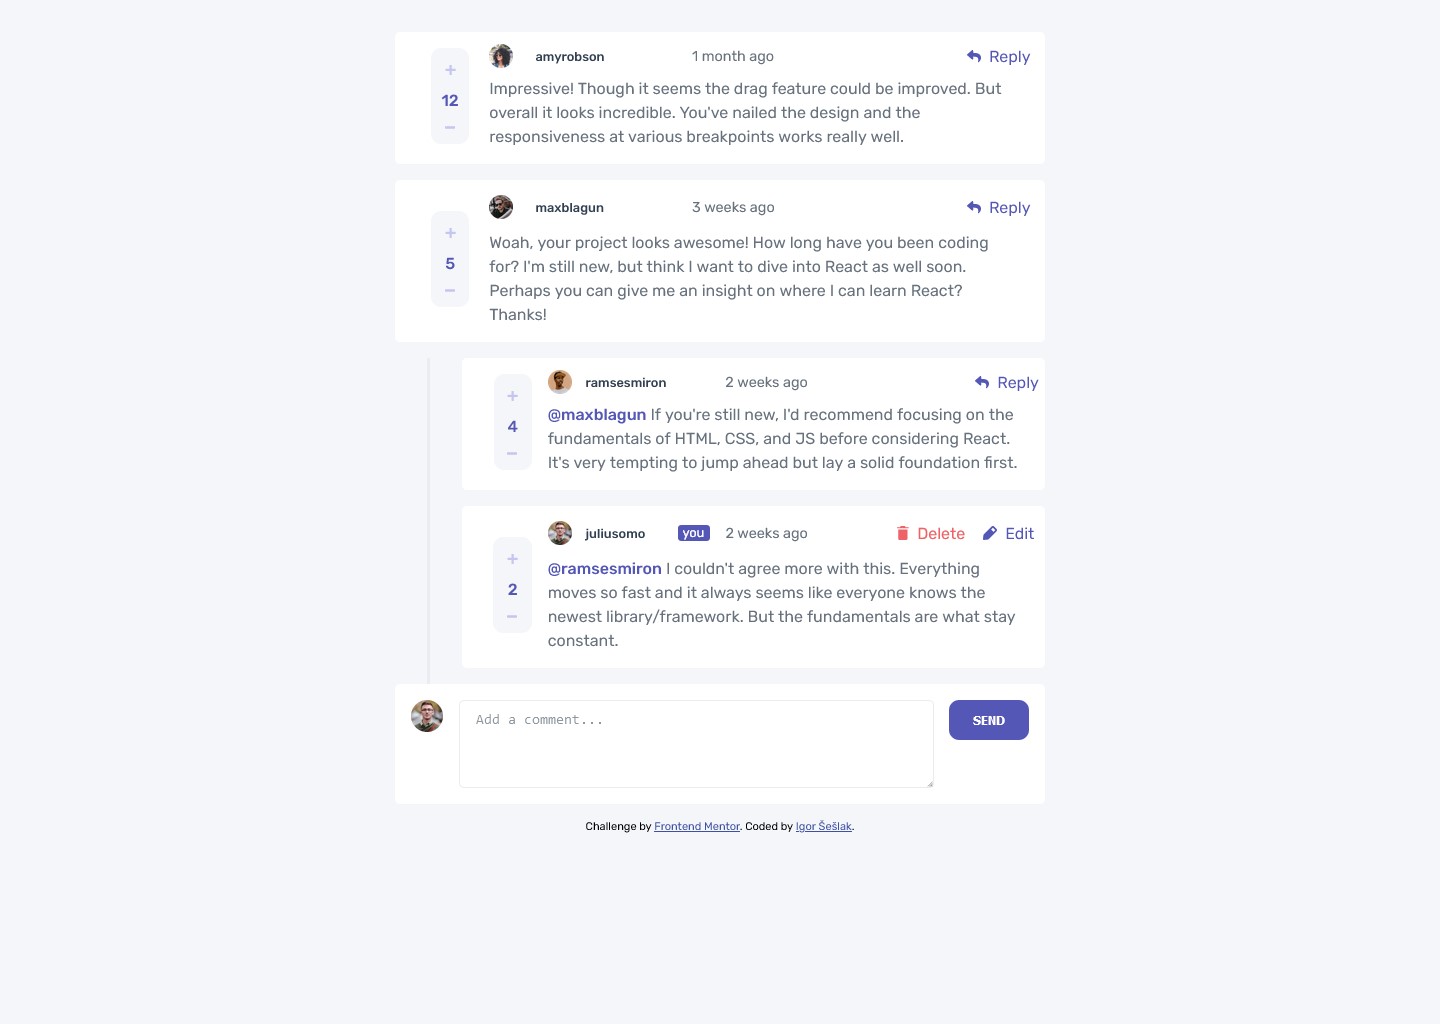 amyrobson 1 month ago Reply
+
12
−
Impressive! Though it seems the drag feature could be improved. But
overall it looks incredible. You've nailed the design and the
responsiveness at various breakpoints works really well.
maxblagun 3 weeks ago Reply
+
5
−
Woah, your project looks awesome! How long have you been coding
for? I'm still new, but think I want to dive into React as well soon.
Perhaps you can give me an insight on where I can learn React?
Thanks!
ramsesmiron 2 weeks ago Reply
+
4
−
@maxblagun If you're still new, I'd recommend focusing on the
fundamentals of HTML, CSS, and JS before considering React.
It's very tempting to jump ahead but lay a solid foundation first.
juliusomo you 2 weeks ago Delete Edit
+
2
−
@ramsesmiron I couldn't agree more with this. Everything
moves so fast and it always seems like everyone knows the
newest library/framework. But the fundamentals are what stay
constant.
Add a comment... SEND
Challenge by Frontend Mentor. Coded by Igor Šešlak.